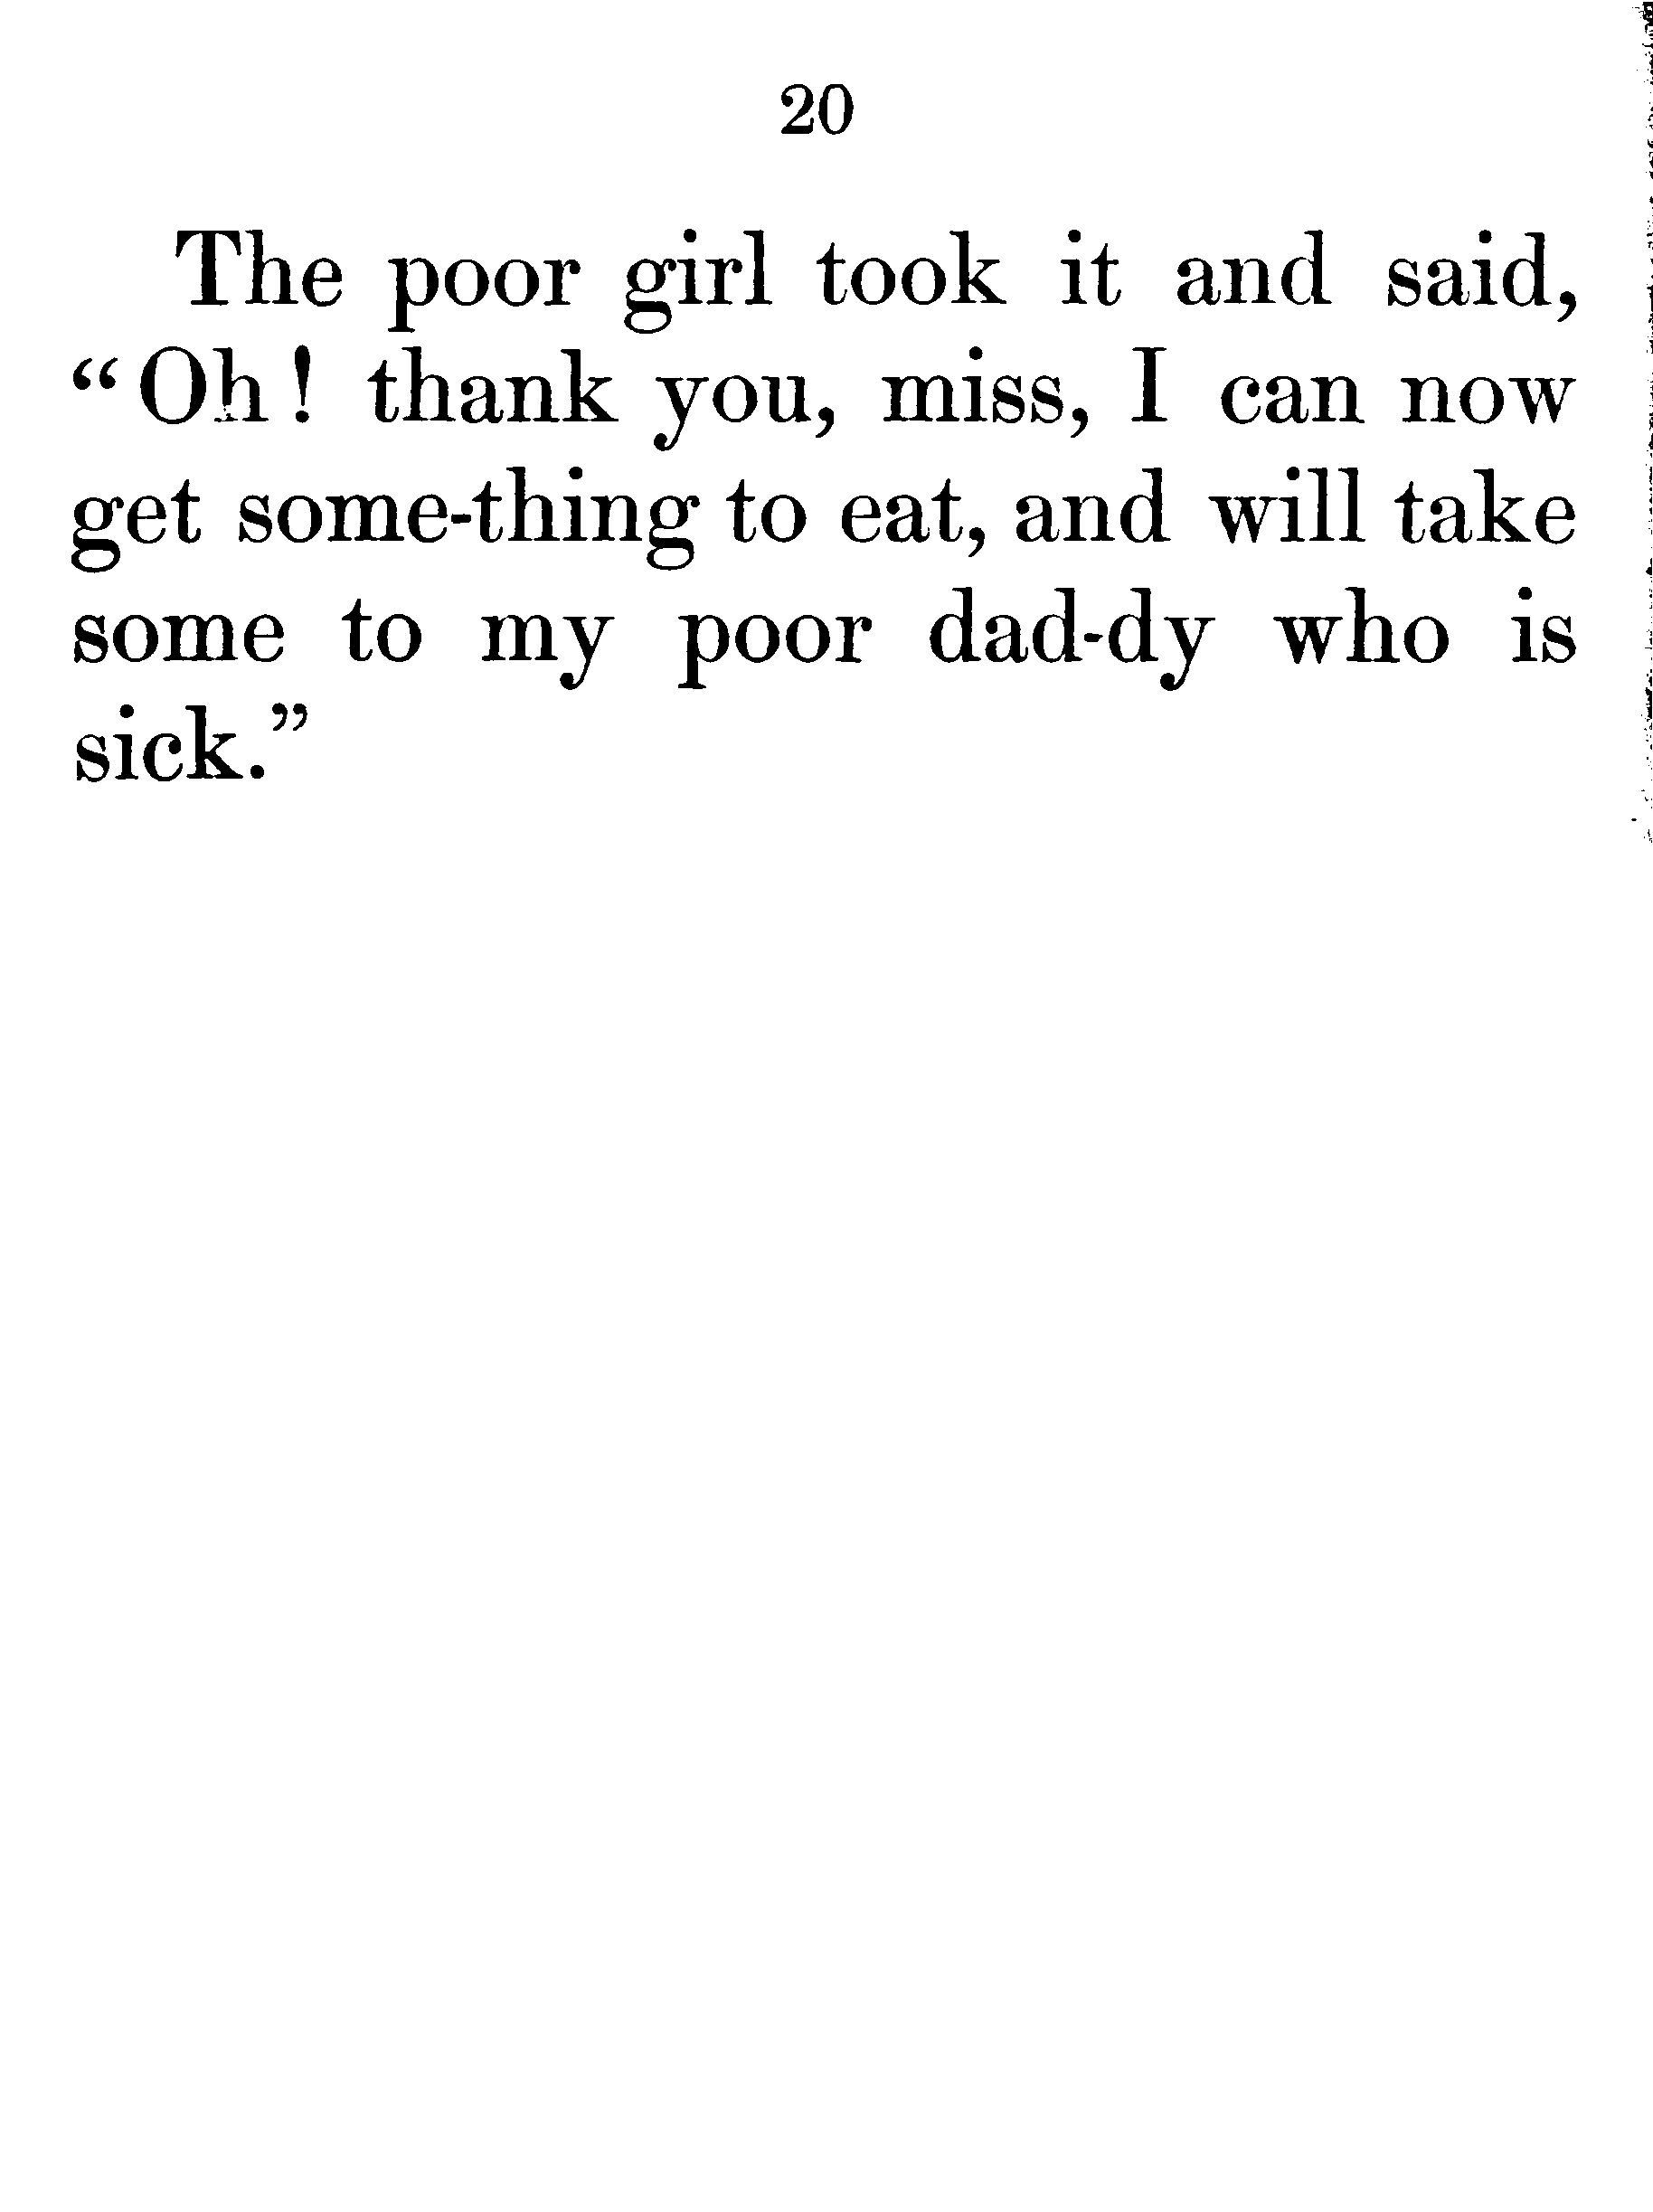 20
The poor girl took it and said,
“Oh! thank you, miss, I can now
get some-thing to eat, and will take
some to my poor dad-dy who is
sick.”